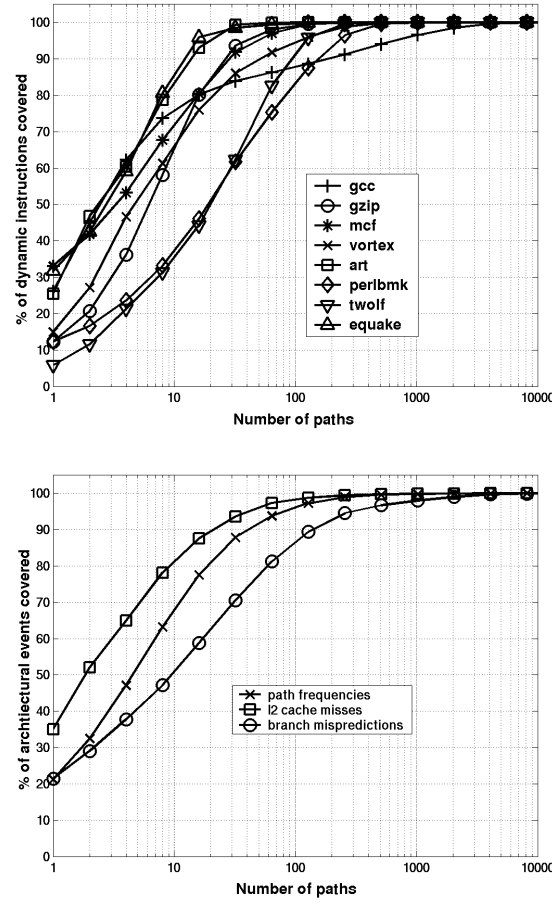 100
90
80
70
60
50
40
30
20
10
0
% of dynamic instructions covered
gcc
gzip
mcf
vortex
art
perlbmk
twolf
equake
1 10 100 1000 10000
Number of paths
100
90
80
70
60
50
40
30
20
10
0
% of archtiectural events covered
path frequencies
l2 cache misses
branch mispredictions
1 10 100 1000 10000
Number of paths